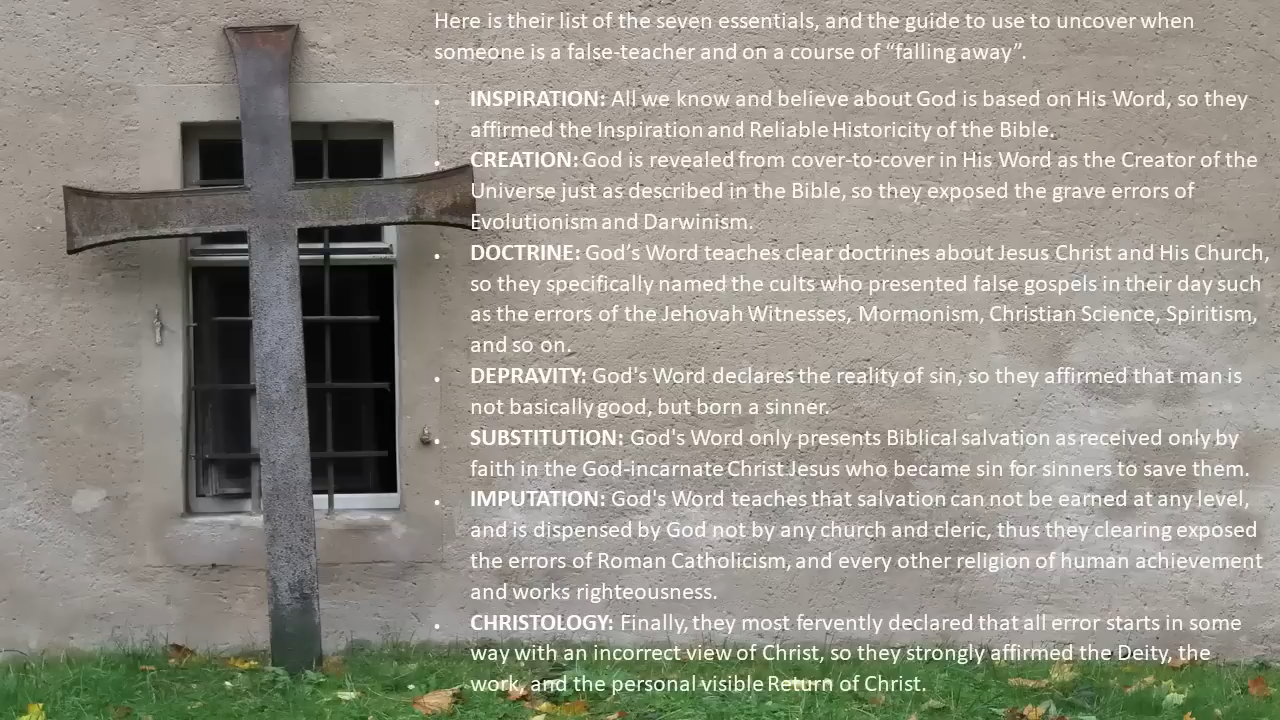 Here is their list of the seven essentials, and the guide to use to uncover when
someone is a false-teacher and on a course of “falling away”.
• INSPIRATION: All we know and believe about God is based on His Word, so they
affirmed the Inspiration and Reliable Historicity of the Bible.
• CREATION: God is revealed from cover-to-cover in His Word as the Creator of the
Universe just as described in the Bible, so they exposed the grave errors of
Evolutionism and Darwinism.
• DOCTRINE: God’s Word teaches clear doctrines about Jesus Christ and His Church,
so they specifically named the cults who presented false gospels in their day such
as the errors of the Jehovah Witnesses, Mormonism, Christian Science, Spiritism,
and so on.
• DEPRAVITY: God's Word declares the reality of sin, so they affirmed that man is
not basically good, but born a sinner.
• SUBSTITUTION: God's Word only presents Biblical salvation as received only by
faith in the God-incarnate Christ Jesus who became sin for sinners to save them.
• IMPUTATION: God's Word teaches that salvation can not be earned at any level,
and is dispensed by God not by any church and cleric, thus they clearing exposed
the errors of Roman Catholicism, and every other religion of human achievement
and works righteousness.
• CHRISTOLOGY: Finally, they most fervently declared that all error starts in some
way with an incorrect view of Christ, so they strongly affirmed the Deity, the
work, and the personal visible Return of Christ.